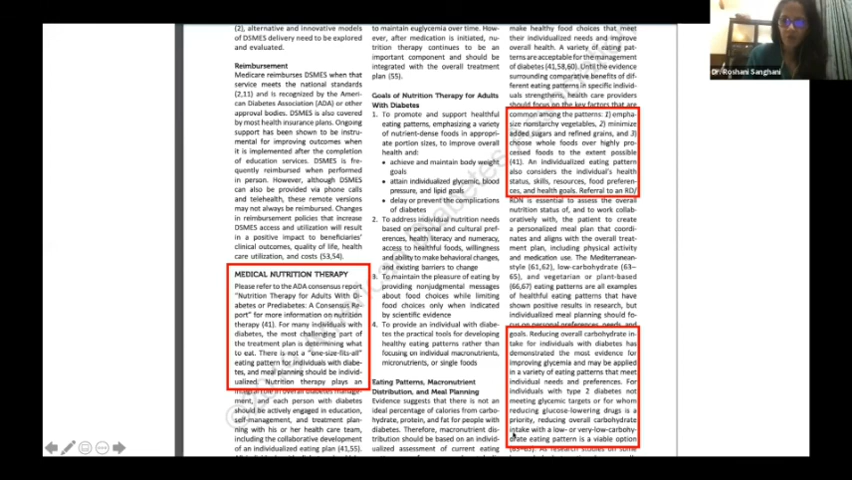 (2), alternative and innovative models
of DSMES delivery need to be explored
and evaluated.
Reimbursement
Medicare reimburses DSMES when that
service meets the national standards
(2,11) and is recognized by the Ameri-
can Diabetes Association (ADA) or other
approval bodies. DSMES is also covered
by most health insurance plans. Ongoing
support has been shown to be instru-
mental for improving outcomes when
it is implemented after the completion
of education services. DSMES is fre-
quently reimbursed when performed
in person. However, although DSMES
can also be provided via phone calls
and telehealth, these remote versions
may not always be reimbursed. Changes
in reimbursement policies that increase
DSMES access and utilization will result
in a positive impact to beneficiaries'
clinical outcomes, quality of life, health
care utilization, and costs (53,54).
MEDICAL NUTRITION THERAPY
Please refer to the ADA consensus report
"Nutrition Therapy for Adults With Di-
abetes or Prediabetes: A Consensus Re-
port" for more information on nutrition
therapy (41). For many individuals with
diabetes, the most challenging part of
the treatment plan is determining what
to eat. There is not a "one-size-fits-all"
eating pattern for individuals with diabe-
tes, and meal planning should be individ-
ualized. Nutrition therapy plays an
integral role in overall diabetes manage-
ment, and each person with diabetes
should be actively engaged in education,
self-management, and treatment plan-
ning with his or her health care team,
including the collaborative development
of an individualized eating plan (41,55).
to maintain euglycemia over time. How-
ever, after medication is initiated, nu-
trition therapy continues to be an
important component and should be
integrated with the overall treatment
plan (55).
Goals of Nutrition Therapy for Adults
With Diabetes
1. To promote and support healthful
eating patterns, emphasizing a variety
of nutrient-dense foods in appropri-
ate portion sizes, to improve overall
health and:
• achieve and maintain body weight
goals
• attain individualized glycemic, blood
pressure, and lipid goals
• delay or prevent the complications
of diabetes
2. To address individual nutrition needs
based on personal and cultural pref-
erences, health literacy and numeracy,
access to healthful foods, willingness
and ability to make behavioral changes,
and existing barriers to change
3. To maintain the pleasure of eating by
providing nonjudgmental messages
about food choices while limiting
food choices only when indicated
by scientific evidence
4. To provide an individual with diabe-
tes the practical tools for developing
healthy eating patterns rather than
focusing on individual macronutrients,
micronutrients, or single foods
Eating Patterns, Macronutrient
Distribution, and Meal Planning
Evidence suggests that there is not an
ideal percentage of calories from carbo-
hydrate, protein, and fat for people with
diabetes. Therefore, macronutrient dis-
tribution should be based on an individ-
ualized assessment of current eating
make healthy food choices that meet
their individualized needs and improve
overall health. A variety of eating pat-
terns are acceptable for the management
of diabetes (41,58,60). Until the evidence
surrounding comparative benefits of dif-
ferent eating patterns in specific individ-
uals strengthens, health care providers
should focus on the key factors that are
common among the patterns: 1) empha-
size nonstarchy vegetables, 2) minimize
added sugars and refined grains, and 3)
choose whole foods over highly pro-
cessed foods to the extent possible
(41). An individualized eating pattern
also considers the individual's health
status, skills, resources, food preferen-
ces, and health goals. Referral to an RD/
RDN is essential to assess the overall
nutrition status of, and to work collab-
oratively with, the patient to create
a personalized meal plan that coordi-
nates and aligns with the overall treat-
ment plan, including physical activity
and medication use. The Mediterranean-
style (61,62), low-carbohydrate (63–
65), and vegetarian or plant-based
(66,67) eating patterns are all examples
of healthful eating patterns that have
shown positive results in research, but
individualized meal planning should fo-
cus on personal preferences, needs, and
goals. Reducing overall carbohydrate in-
take for individuals with diabetes has
demonstrated the most evidence for
improving glycemia and may be applied
in a variety of eating patterns that meet
individual needs and preferences. For
individuals with type 2 diabetes not
meeting glycemic targets or for whom
reducing glucose-lowering drugs is a
priority, reducing overall carbohydrate
intake with a low- or very-low-carbohy-
drate eating pattern is a viable option
Dr. Roshani Sanghani